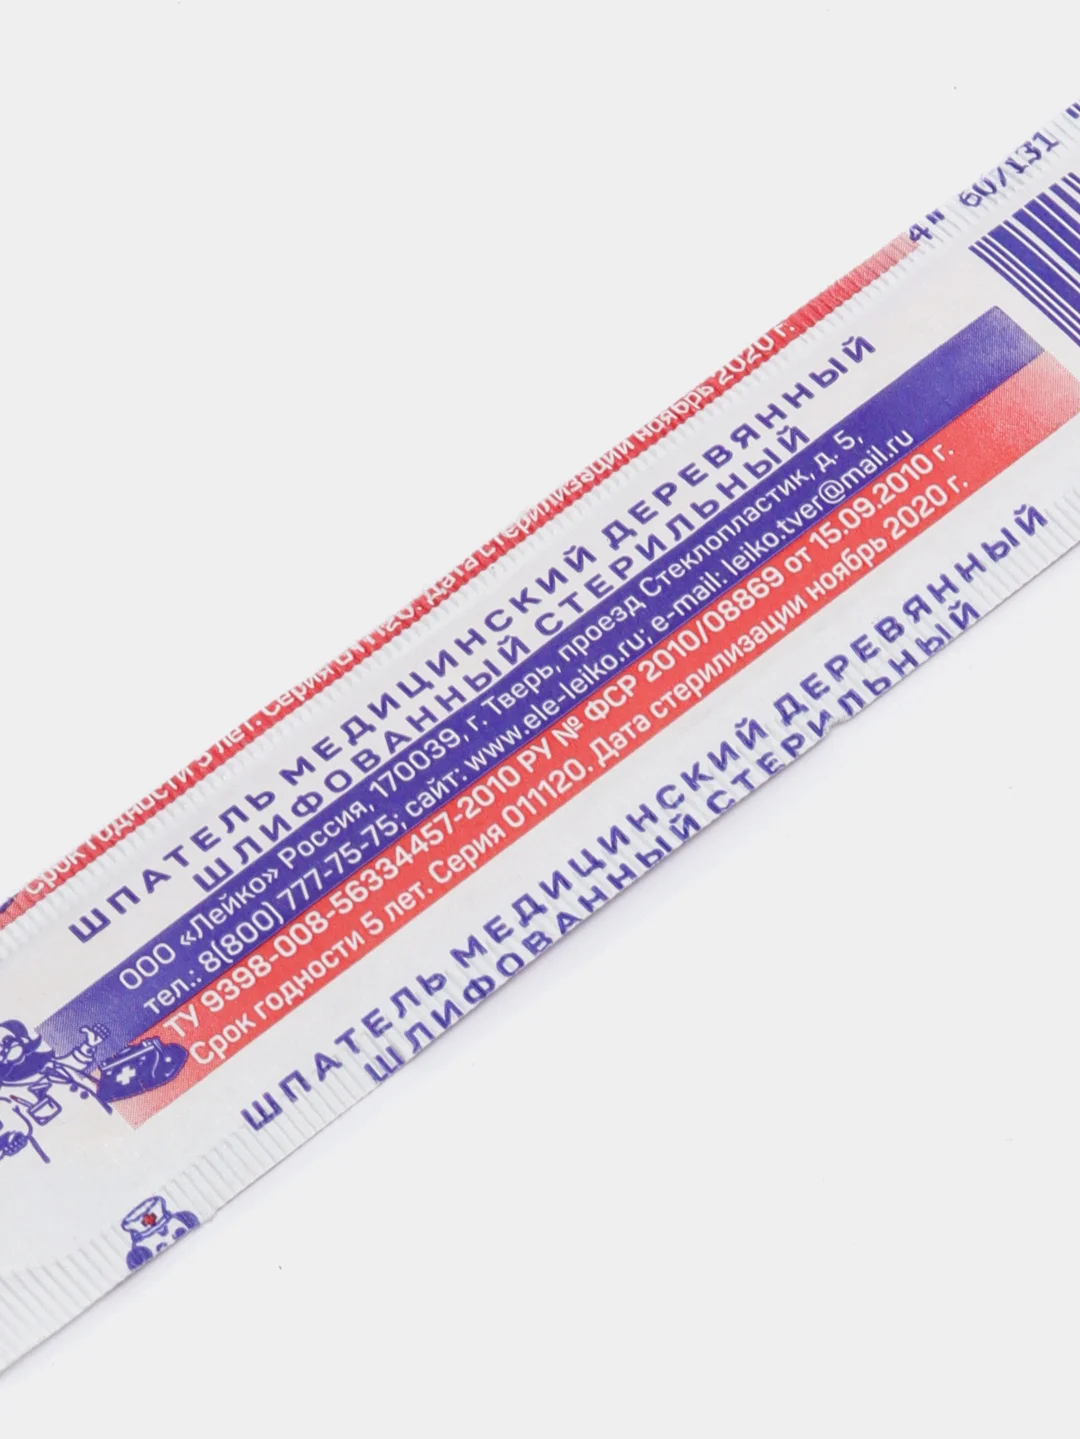 Срок годности 5 лет. Серия 011120. Дата стерилизации ноябрь 2020 г.
4" 607131
ШПАТЕЛЬ МЕДИЦИНСКИЙ ДЕРЕВЯННЫЙ
ШЛИФОВАННЫЙ СТЕРИЛЬНЫЙ
ООО «Лейко» Россия, 170039, г. Тверь, проезд Стеклопластик, д. 5,
тел.: 8(800) 777-75-75; сайт: www.ele-leiko.ru; e-mail: leiko.tver@mail.ru
ТУ 9398-008-56334457-2010 РУ № ФСР 2010/08869 от 15.09.2010 г.
Срок годности 5 лет. Серия 011120. Дата стерилизации ноябрь 2020 г.
ШПАТЕЛЬ МЕДИЦИНСКИЙ ДЕРЕВЯННЫЙ
ШЛИФОВАННЫЙ СТЕРИЛЬНЫЙ